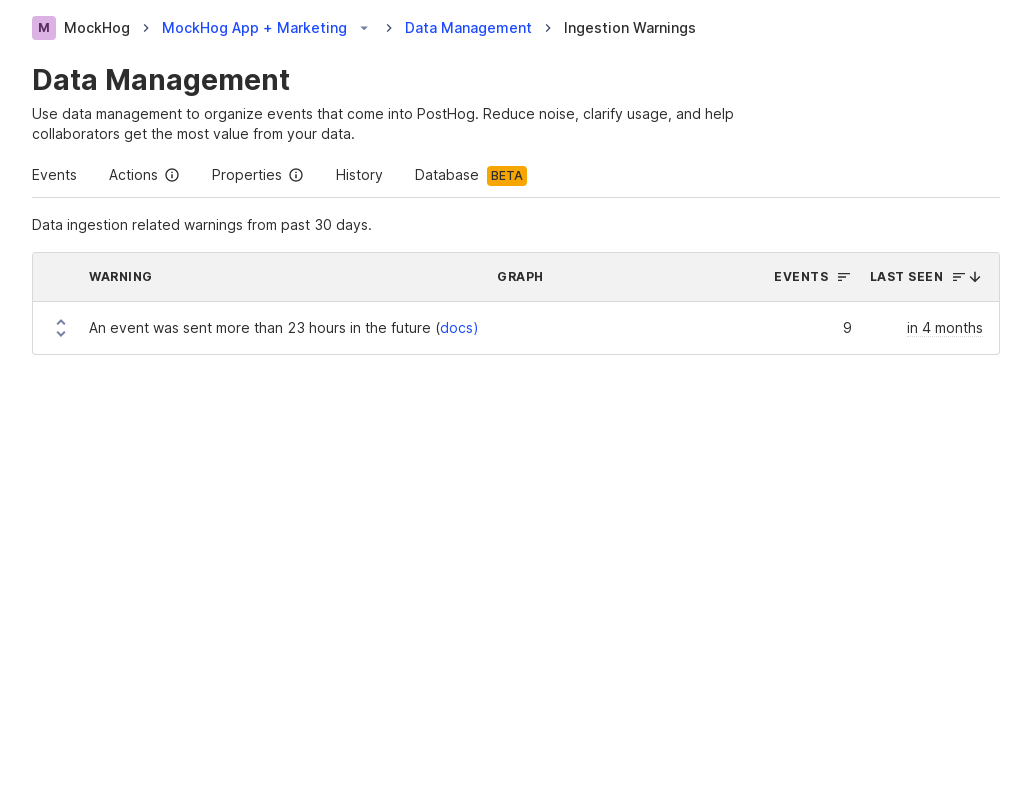 M MockHog MockHog App + Marketing Data Management Ingestion Warnings
Data Management
Use data management to organize events that come into PostHog. Reduce noise, clarify usage, and help
collaborators get the most value from your data.
Events Actions Properties History Database BETA
Data ingestion related warnings from past 30 days.
WARNING GRAPH EVENTS LAST SEEN
An event was sent more than 23 hours in the future (docs) 9 in 4 months